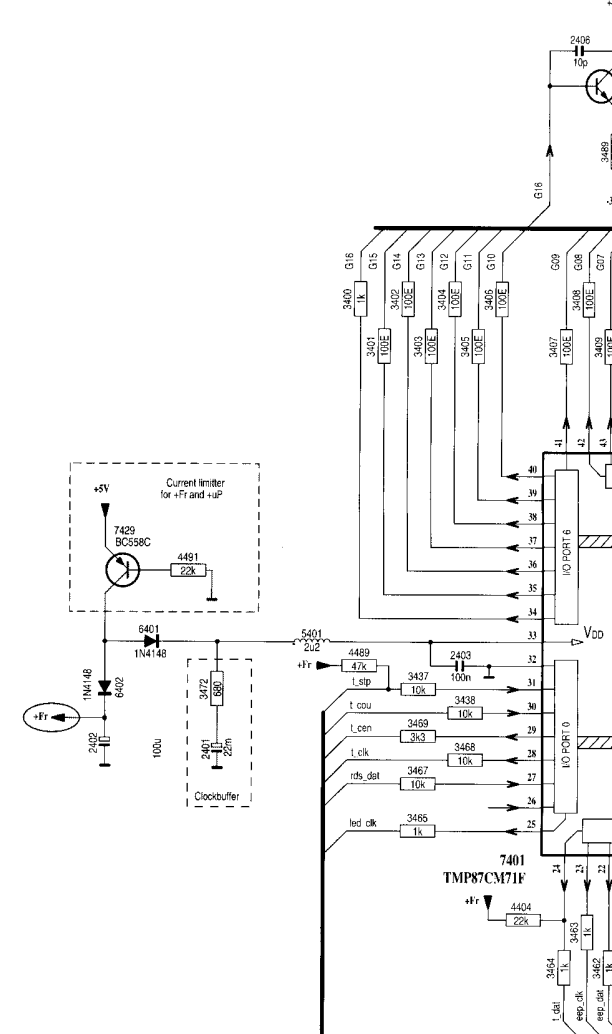 2406
10p
3489
G16
G16
G15
G14
G13
G12
G11
G10
G09
G08
G07
3400
1k
3402
100E
3404
100E
3406
100E
3408
100E
3401
100E
3403
100E
3405
100E
3407
100E
3409
100E
41
42
43
40
39
38
37
36
35
34
33
32
31
30
29
28
27
26
25
I/O PORT 6
VDD
I/O PORT 0
Current limitter
for +Fr and +uP
+5V
7429
BC558C
4491
22k
6401
1N4148
5401
2u2
1N4148
6402
+Fr
2402
100u
3472
680
2401
22m
Clockbuffer
+Fr
4489
47k
2403
100n
t_stp
3437
10k
t_cou
3438
10k
t_cen
3469
3k3
t_clk
3468
10k
rds_dat
3467
10k
led_clk
3465
1k
7401
TMP87CM71F
24
23
22
+Fr
4404
22k
3463
1k
3464
1k
3462
1k
t_dat
eep_clk
eep_dat